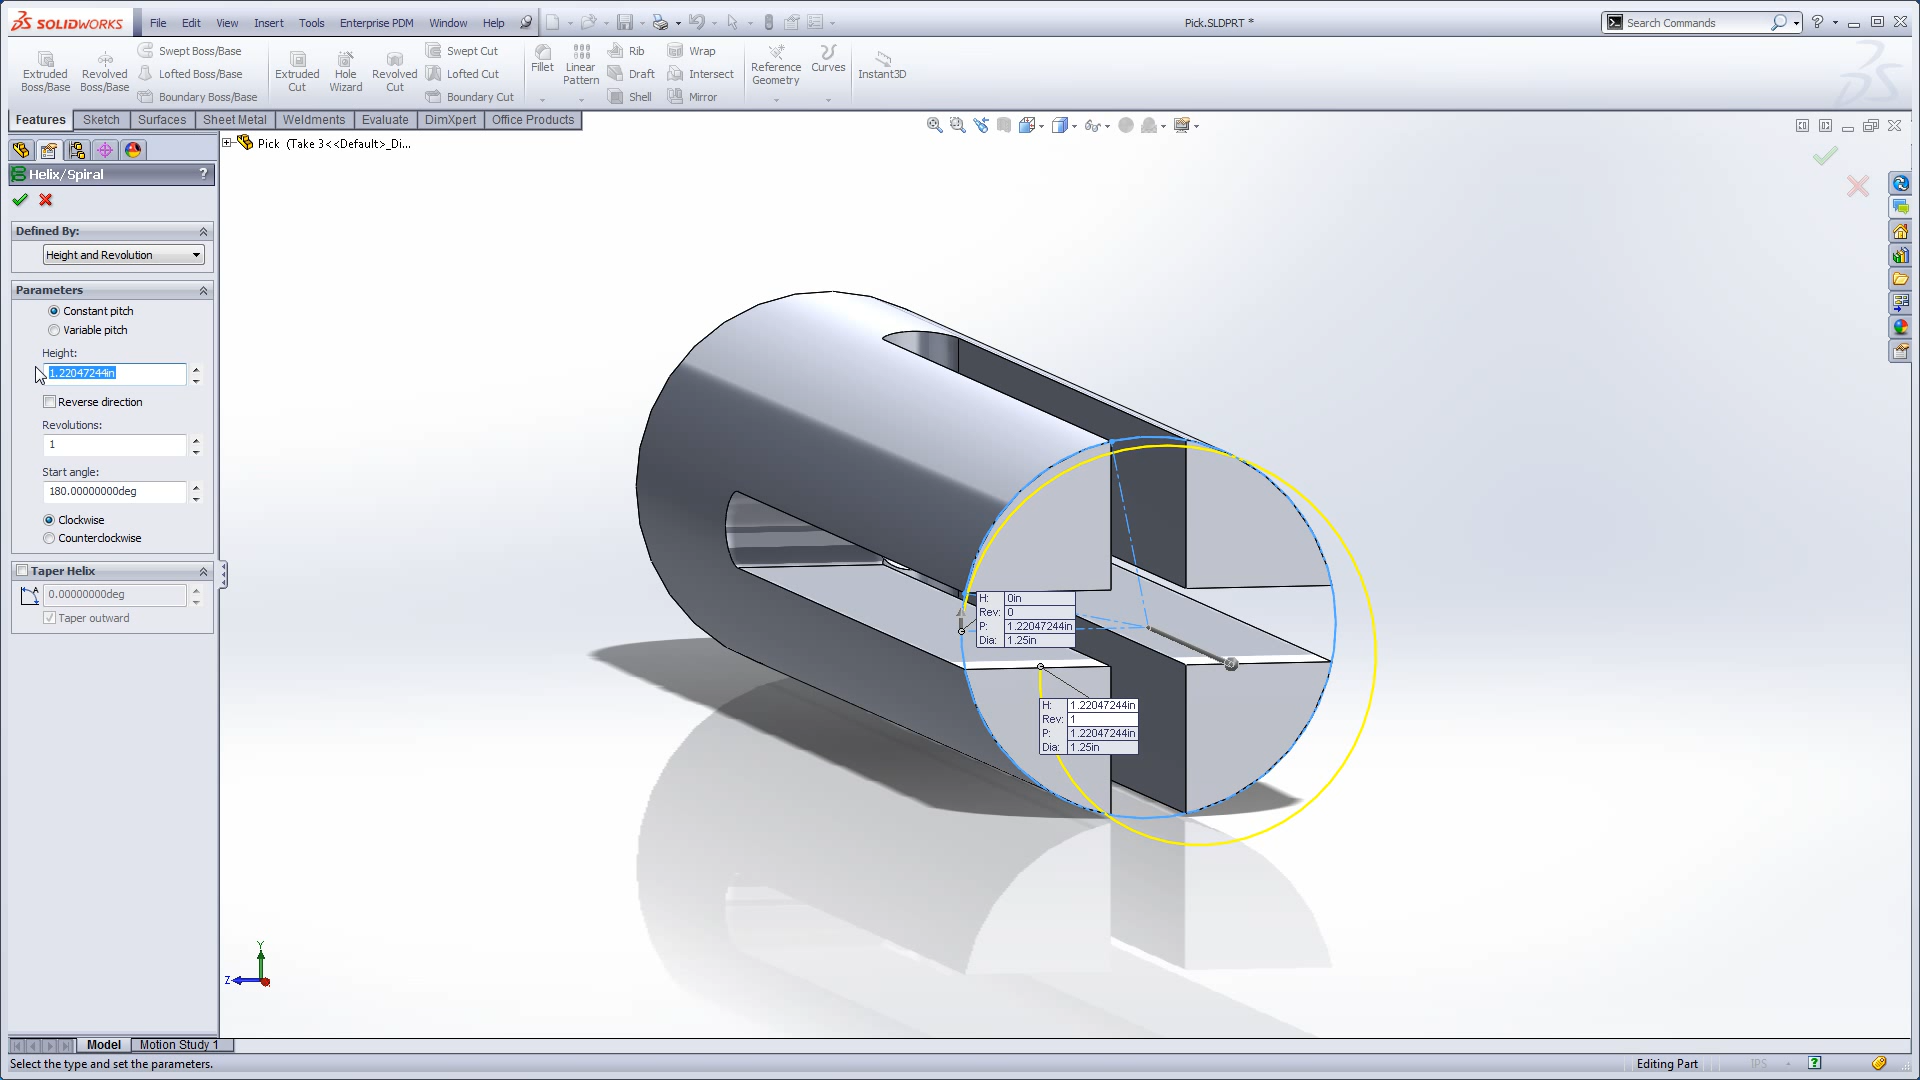 SOLIDWORKS File Edit View Insert Tools Enterprise PDM Window Help Pick.SLDPRT * Search Commands
Extruded Boss/Base
Revolved Boss/Base
Swept Boss/Base
Lofted Boss/Base
Boundary Boss/Base
Extruded Cut
Hole Wizard
Revolved Cut
Swept Cut
Lofted Cut
Boundary Cut
Fillet
Linear Pattern
Rib
Draft
Shell
Wrap
Intersect
Mirror
Reference Geometry
Curves
Instant3D
Features Sketch Surfaces Sheet Metal Weldments Evaluate DimXpert Office Products
Pick (Take 3<<Default>_Di...
Helix/Spiral ?
Defined By:
Height and Revolution
Parameters
Constant pitch
Variable pitch
Height:
1.22047244in
Reverse direction
Revolutions:
1
Start angle:
180.00000000deg
Clockwise
Counterclockwise
Taper Helix
0.00000000deg
Taper outward
H: 0in
Rev: 0
P: 1.22047244in
Dia: 1.25in
H: 1.22047244in
Rev: 1
P: 1.22047244in
Dia: 1.25in
Y
Z
Model Motion Study 1
Select the type and set the parameters. Editing Part IPS